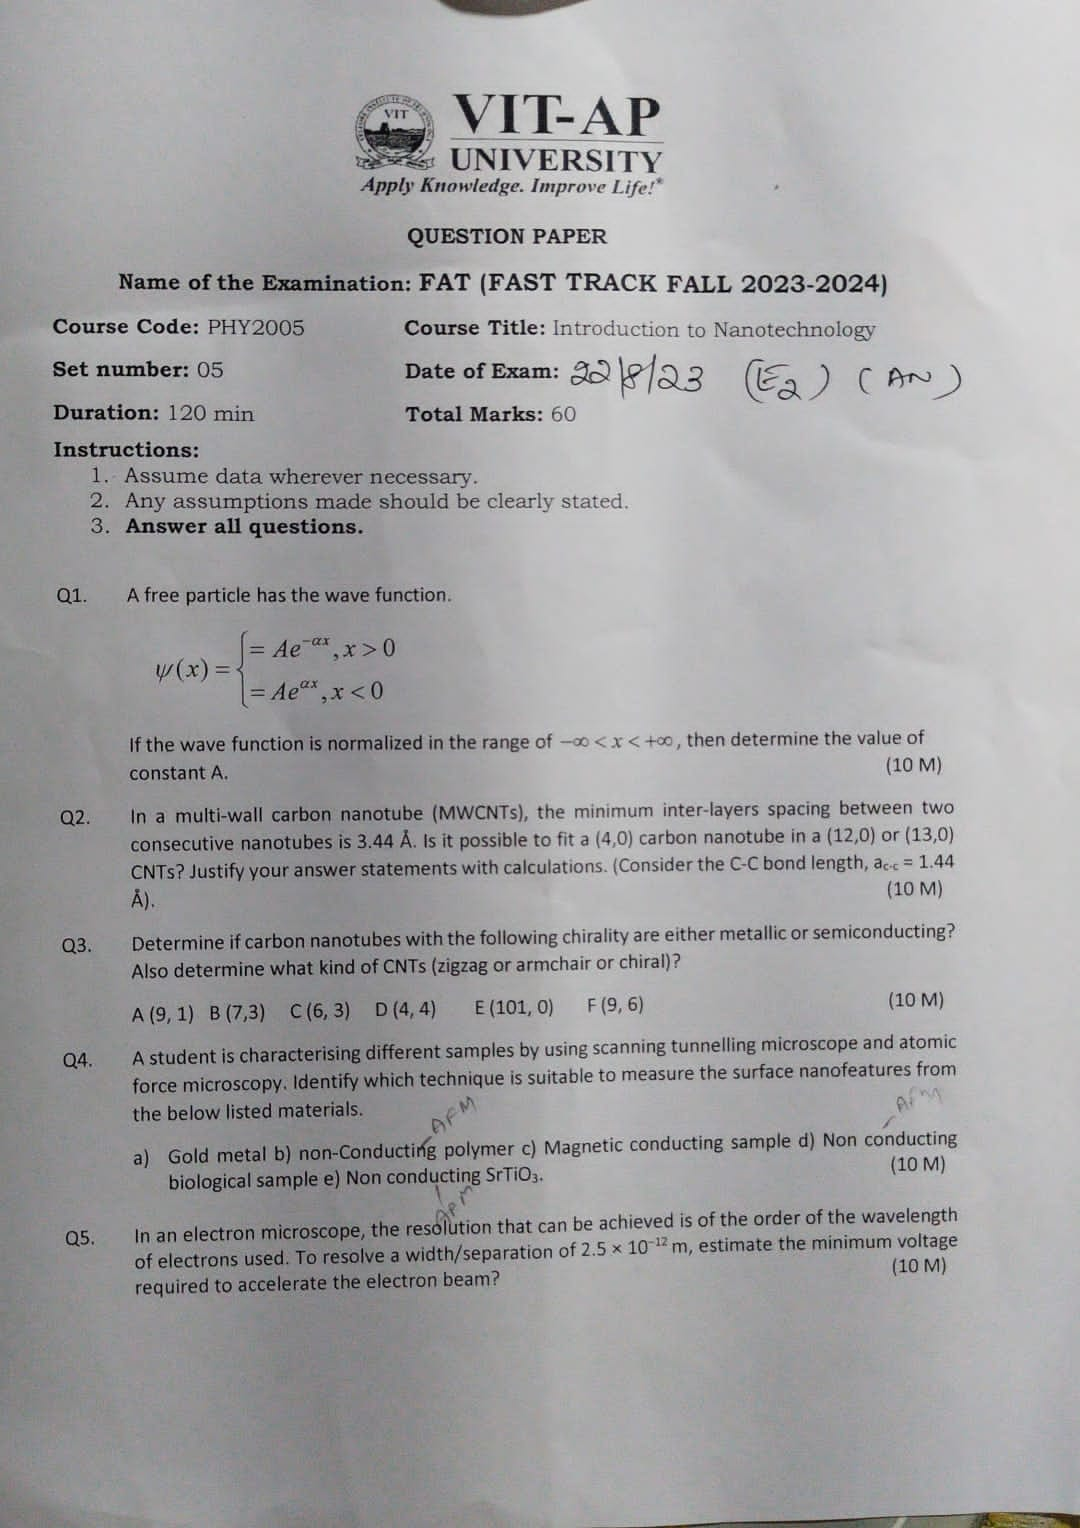 VIT
VIT-AP
UNIVERSITY
Apply Knowledge. Improve Life!®
QUESTION PAPER
Name of the Examination: FAT (FAST TRACK FALL 2023-2024)
Course Code: PHY2005 Course Title: Introduction to Nanotechnology
Set number: 05 Date of Exam: 22/8/23 (E2) (AN)
Duration: 120 min Total Marks: 60
Instructions:
1. Assume data wherever necessary.
2. Any assumptions made should be clearly stated.
3. Answer all questions.
Q1. A free particle has the wave function.
ψ(x) = { = Ae^{-αx}, x > 0
= Ae^{αx}, x < 0
If the wave function is normalized in the range of −∞ < x < +∞, then determine the value of
constant A. (10 M)
Q2. In a multi-wall carbon nanotube (MWCNTs), the minimum inter-layers spacing between two
consecutive nanotubes is 3.44 Å. Is it possible to fit a (4,0) carbon nanotube in a (12,0) or (13,0)
CNTs? Justify your answer statements with calculations. (Consider the C-C bond length, a_{c-c} = 1.44
Å). (10 M)
Q3. Determine if carbon nanotubes with the following chirality are either metallic or semiconducting?
Also determine what kind of CNTs (zigzag or armchair or chiral)?
A (9, 1) B (7,3) C (6, 3) D (4, 4) E (101, 0) F (9, 6) (10 M)
Q4. A student is characterising different samples by using scanning tunnelling microscope and atomic
force microscopy. Identify which technique is suitable to measure the surface nanofeatures from
the below listed materials.
AFM AFM
a) Gold metal b) non-Conducting polymer c) Magnetic conducting sample d) Non conducting
biological sample e) Non conducting SrTiO₃. (10 M)
Q5. In an electron microscope, the resolution that can be achieved is of the order of the wavelength
of electrons used. To resolve a width/separation of 2.5 × 10⁻¹² m, estimate the minimum voltage
required to accelerate the electron beam? (10 M)